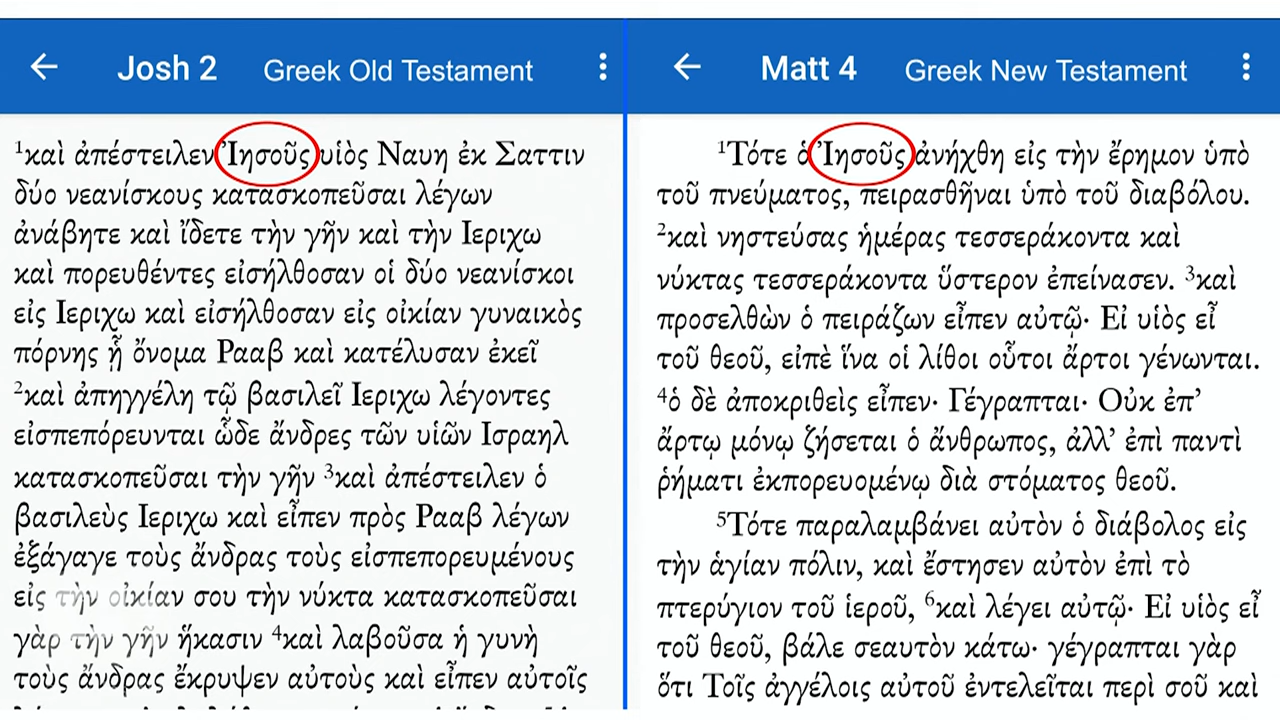 Josh 2 Greek Old Testament
¹καὶ ἀπέστειλεν Ἰησοῦς υἱὸς Ναυη ἐκ Σαττιν
δύο νεανίσκους κατασκοπεῦσαι λέγων
ἀνάβητε καὶ ἴδετε τὴν γῆν καὶ τὴν Ιεριχω
καὶ πορευθέντες εἰσήλθοσαν οἱ δύο νεανίσκοι
εἰς Ιεριχω καὶ εἰσήλθοσαν εἰς οἰκίαν γυναικὸς
πόρνης ᾗ ὄνομα Ρααβ καὶ κατέλυσαν ἐκεῖ
²καὶ ἀπηγγέλη τῷ βασιλεῖ Ιεριχω λέγοντες
εἰσπεπόρευνται ὧδε ἄνδρες τῶν υἱῶν Ισραηλ
κατασκοπεῦσαι τὴν γῆν ³καὶ ἀπέστειλεν ὁ
βασιλεὺς Ιεριχω καὶ εἶπεν πρὸς Ρααβ λέγων
ἐξάγαγε τοὺς ἄνδρας τοὺς εἰσπεπορευμένους
εἰς τὴν οἰκίαν σου τὴν νύκτα κατασκοπεῦσαι
γὰρ τὴν γῆν ἥκασιν ⁴καὶ λαβοῦσα ἡ γυνὴ
τοὺς ἄνδρας ἔκρυψεν αὐτοὺς καὶ εἶπεν αὐτοῖς
Matt 4 Greek New Testament
¹Τότε ὁ Ἰησοῦς ἀνήχθη εἰς τὴν ἔρημον ὑπὸ
τοῦ πνεύματος, πειρασθῆναι ὑπὸ τοῦ διαβόλου.
²καὶ νηστεύσας ἡμέρας τεσσεράκοντα καὶ
νύκτας τεσσεράκοντα ὕστερον ἐπείνασεν. ³καὶ
προσελθὼν ὁ πειράζων εἶπεν αὐτῷ· Εἰ υἱὸς εἶ
τοῦ θεοῦ, εἰπὲ ἵνα οἱ λίθοι οὗτοι ἄρτοι γένωνται.
⁴ὁ δὲ ἀποκριθεὶς εἶπεν· Γέγραπται· Οὐκ ἐπ’
ἄρτῳ μόνῳ ζήσεται ὁ ἄνθρωπος, ἀλλ’ ἐπὶ παντὶ
ῥήματι ἐκπορευομένῳ διὰ στόματος θεοῦ.
⁵Τότε παραλαμβάνει αὐτὸν ὁ διάβολος εἰς
τὴν ἁγίαν πόλιν, καὶ ἔστησεν αὐτὸν ἐπὶ τὸ
πτερύγιον τοῦ ἱεροῦ, ⁶καὶ λέγει αὐτῷ· Εἰ υἱὸς εἶ
τοῦ θεοῦ, βάλε σεαυτὸν κάτω· γέγραπται γὰρ
ὅτι Τοῖς ἀγγέλοις αὐτοῦ ἐντελεῖται περὶ σοῦ καὶ